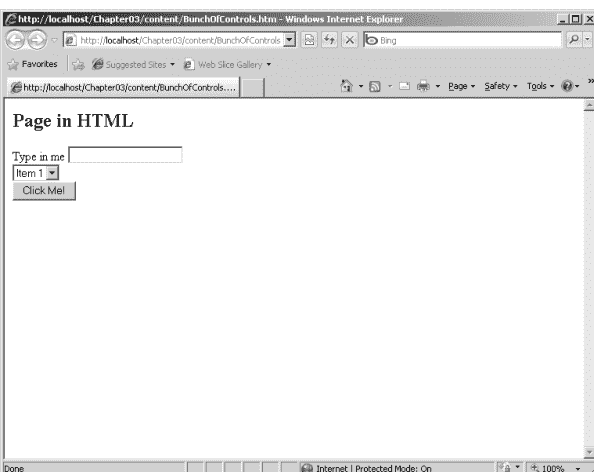 http://localhost/Chapter03/content/BunchOfControls.htm - Windows Internet Explorer
http://localhost/Chapter03/content/BunchOfControls
Bing
Favorites Suggested Sites Web Slice Gallery
http://localhost/Chapter03/content/BunchOfControls....
Page Safety Tools
Page in HTML
Type in me
Item 1
Click Me!
Done Internet | Protected Mode: On 100%